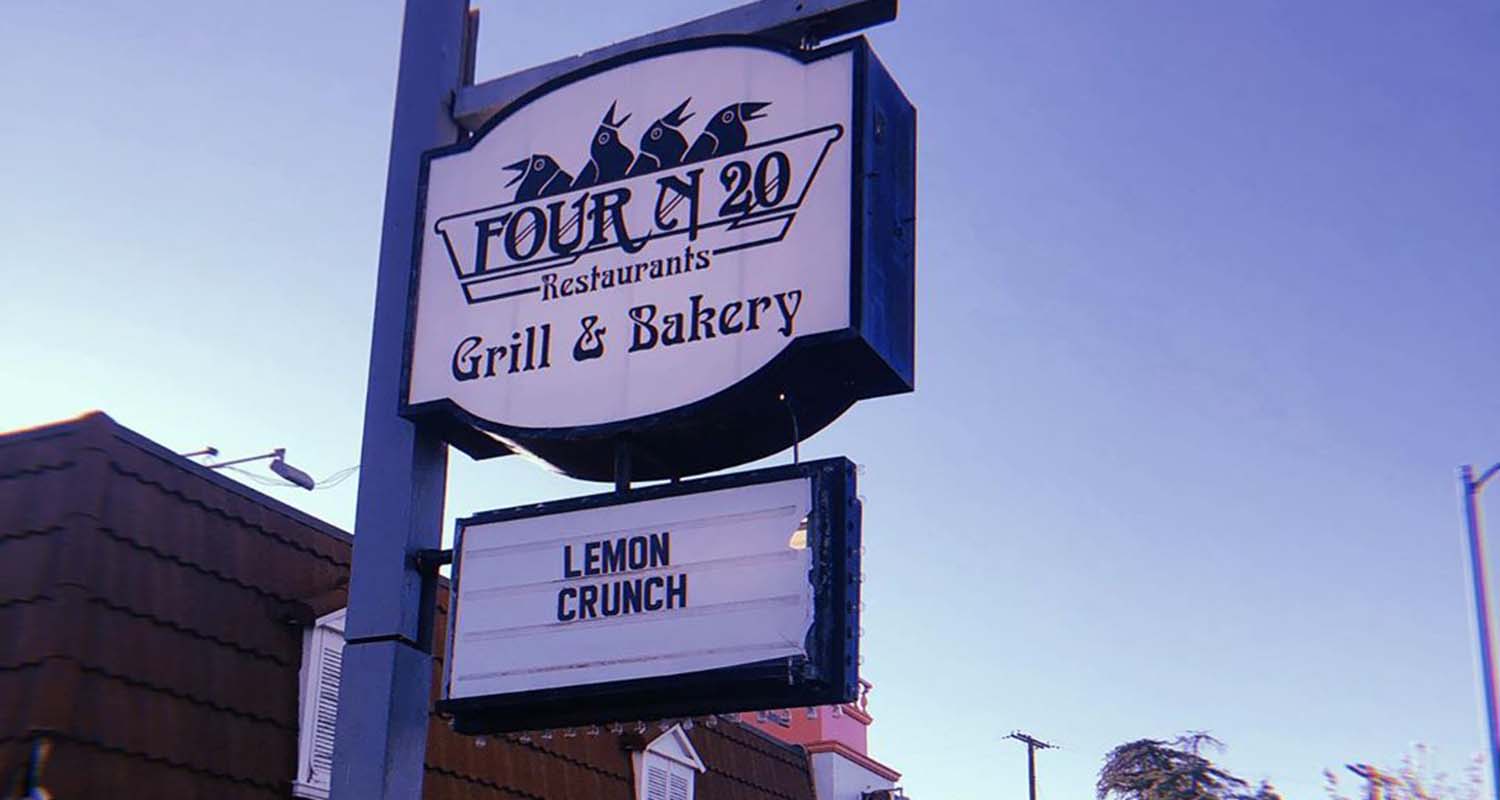 FOUR N 20
Restaurants
Grill & Bakery
LEMON
CRUNCH